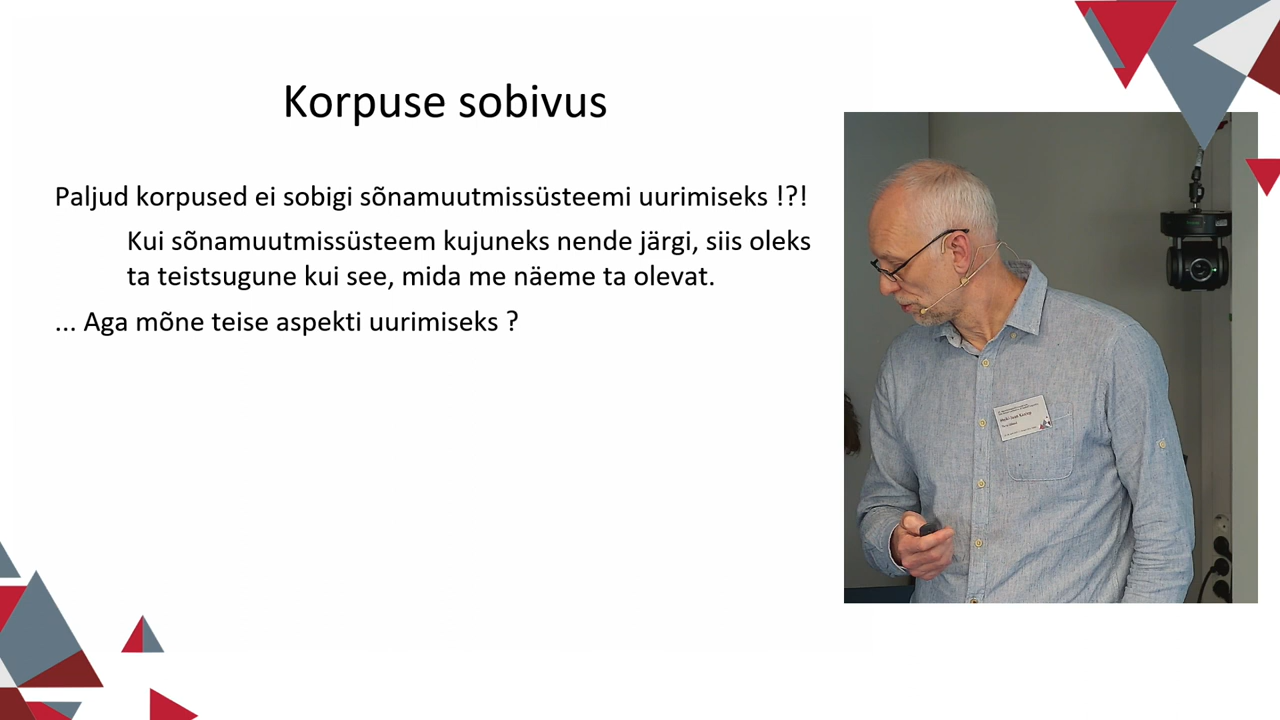 Korpuse sobivus
Paljud korpused ei sobigi sõnamuutmissüsteemi uurimiseks !?!
Kui sõnamuutmissüsteem kujuneks nende järgi, siis oleks
ta teistsugune kui see, mida me näeme ta olevat.
... Aga mõne teise aspekti uurimiseks ?